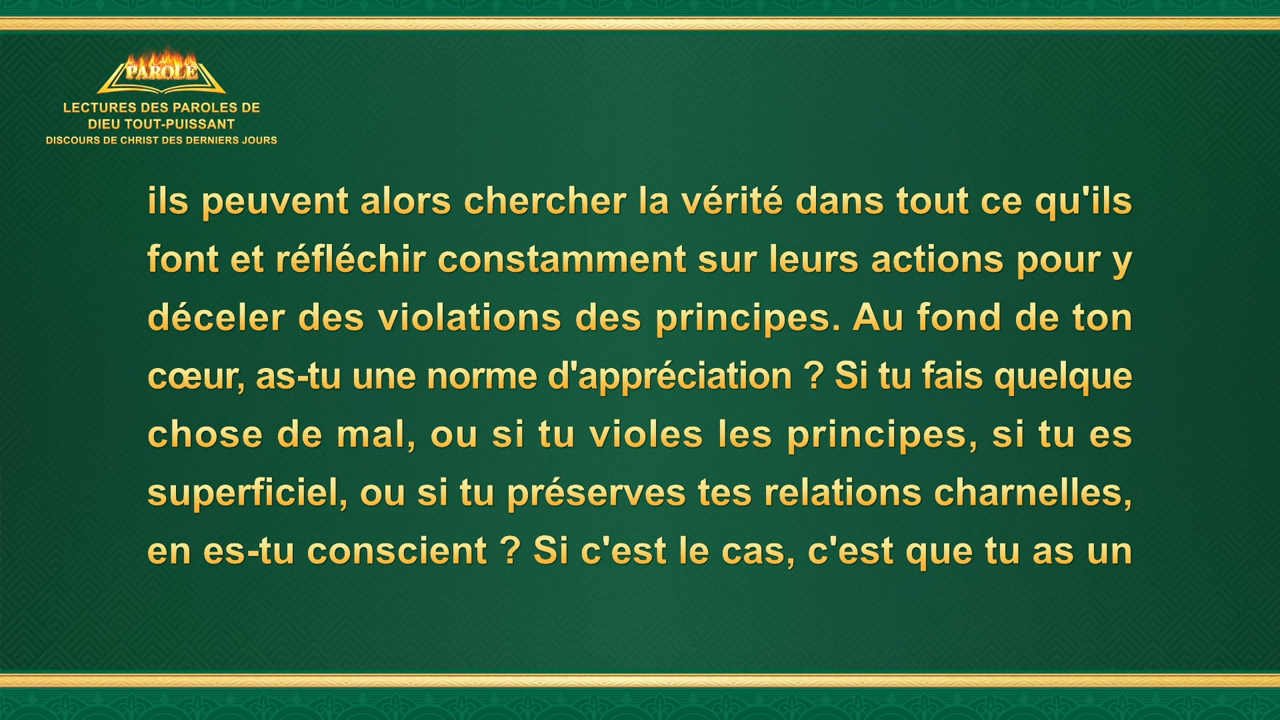 PAROLE
LECTURES DES PAROLES DE
DIEU TOUT-PUISSANT
DISCOURS DE CHRIST DES DERNIERS JOURS
ils peuvent alors chercher la vérité dans tout ce qu'ils
font et réfléchir constamment sur leurs actions pour y
déceler des violations des principes. Au fond de ton
cœur, as-tu une norme d'appréciation ? Si tu fais quelque
chose de mal, ou si tu violes les principes, si tu es
superficiel, ou si tu préserves tes relations charnelles,
en es-tu conscient ? Si c'est le cas, c'est que tu as un